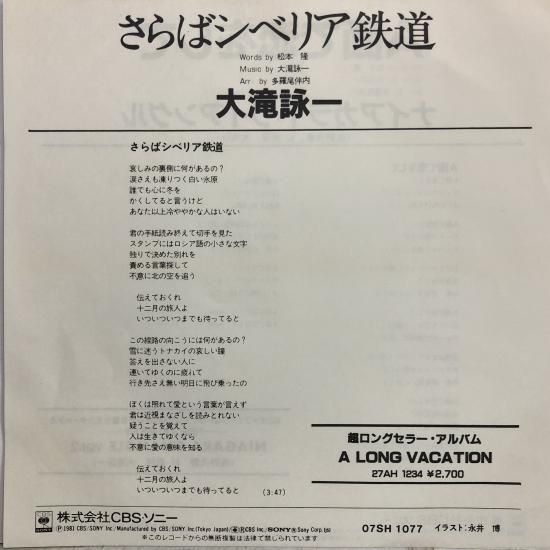 さらばシベリア鉄道
Words by 松本 隆
Music by 大滝詠一
Arr. by 多羅尾伴内
大滝詠一
さらばシベリア鉄道
哀しみの裏側に何があるの?
涙さえも凍りつく白い氷原
誰でも心に冬を
かくしてると言うけど
あなた以上冷ややかな人はいない
君の手紙読み終えて切手を見た
スタンプにはロシア語の小さな文字
独りで決めた別れを
責める言葉探して
不意に北の空を追う
伝えておくれ
十二月の旅人よ
いついついつまでも待ってると
この線路の向こうには何があるの?
雪に迷うトナカイの哀しい瞳
答えを出さない人に
連いてゆくのに疲れて
行き先さえ無い明日に飛び乗ったの
ぼくは照れて愛という言葉が言えず
君は近視まなざしを読みとれない
疑うことを覚えて
人は生きてゆくなら
不意に愛の意味を知る
伝えておくれ
十二月の旅人よ
いついついつまでも待ってると (3:47)
超ロングセラー・アルバム
A LONG VACATION
27AH 1234 ¥2,700
株式会社CBS・ソニー
07SH 1077 イラスト:永井 博
Ⓟ1981 CBS/SONY Inc./Manufactured by CBS/SONY Inc.(Tokyo Japan)/CBS Inc./SONY® Sony Corp.
※このレコードからの無断複製は法律で禁じられています